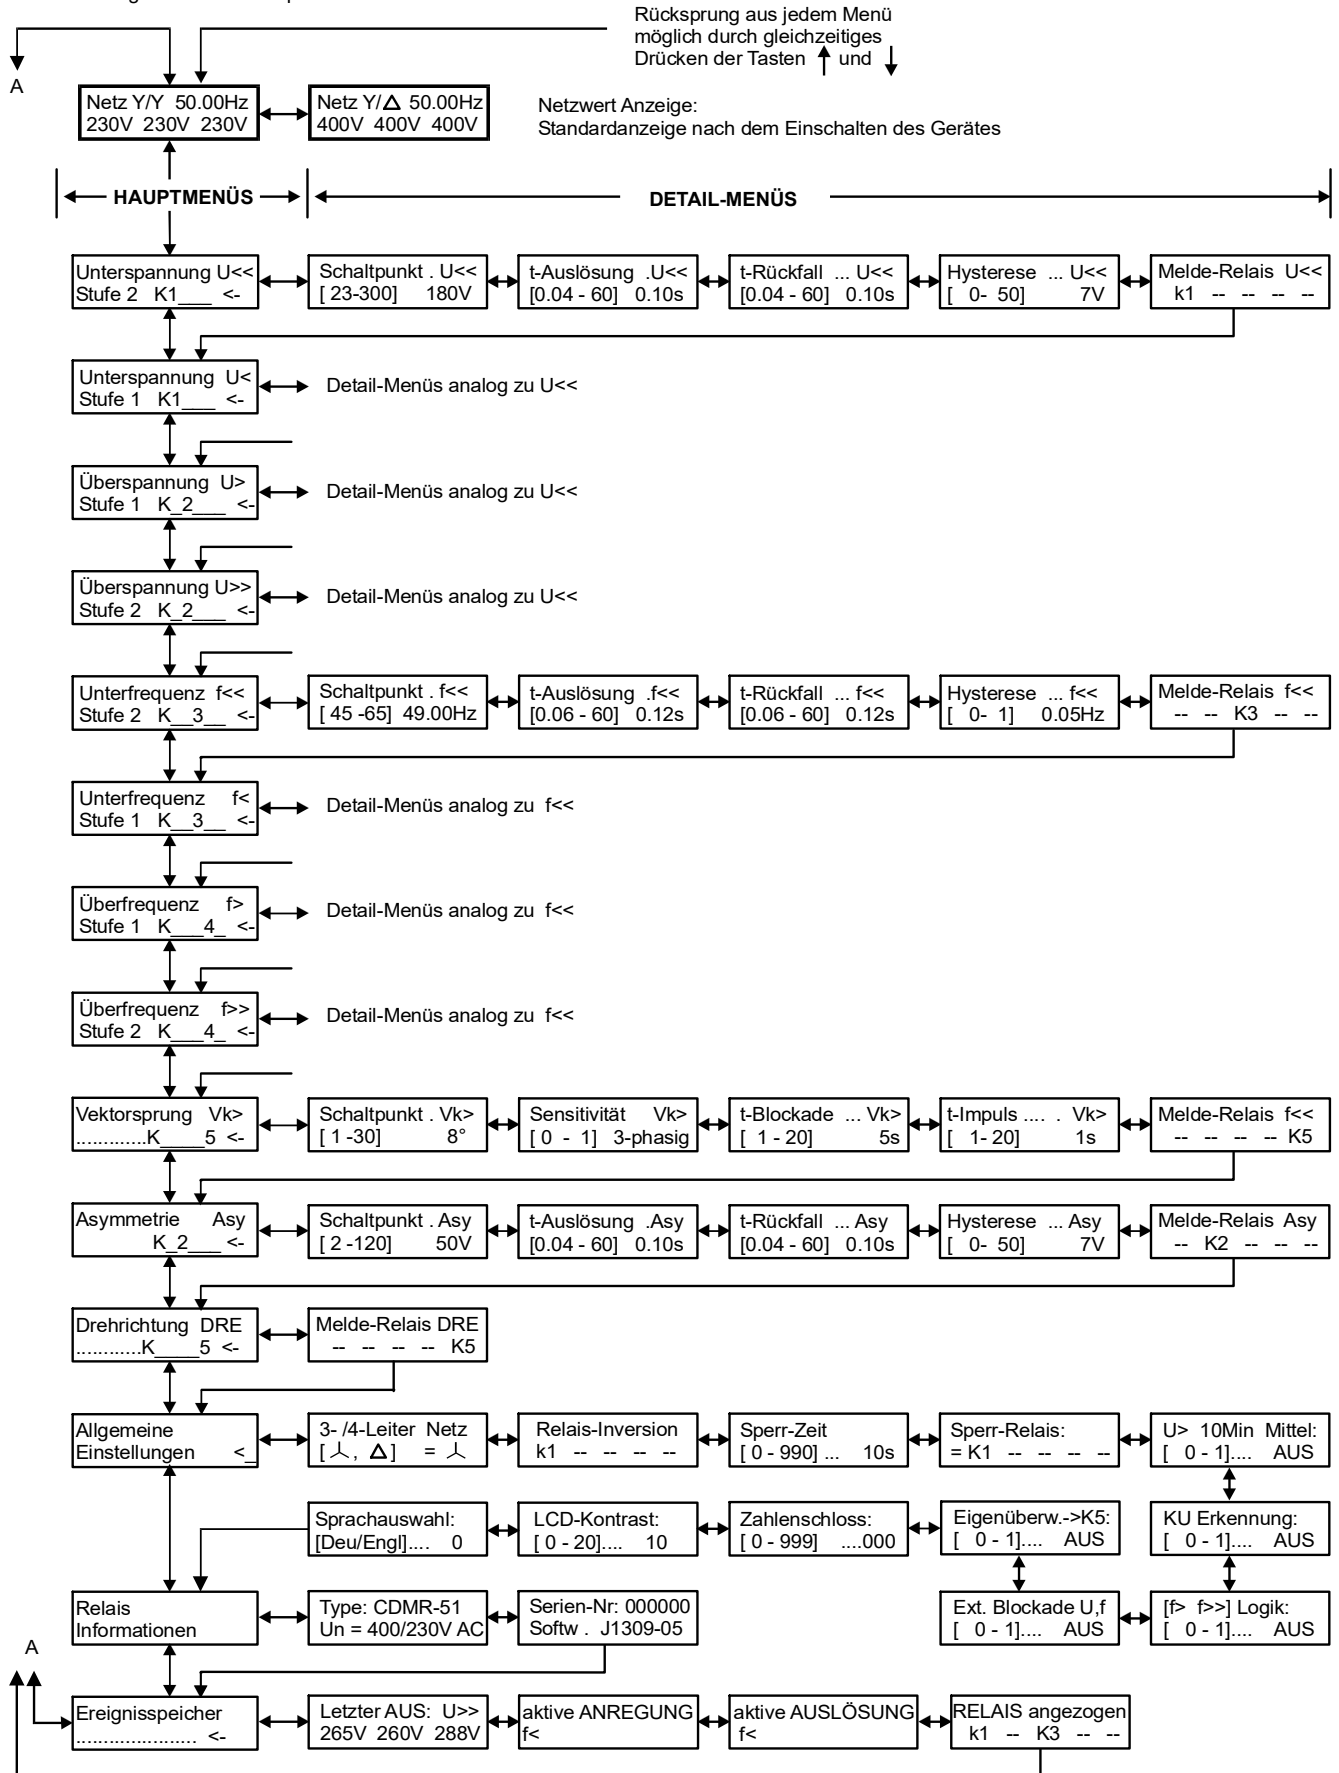 Rücksprung aus jedem Menü
möglich durch gleichzeitiges
Drücken der Tasten ↑ und ↓
A
Netz Y/Y 50.00Hz
230V 230V 230V
Netz Y/Δ 50.00Hz
400V 400V 400V
Netzwert Anzeige:
Standardanzeige nach dem Einschalten des Gerätes
HAUPTMENÜS
DETAIL-MENÜS
Unterspannung U<<
Stufe 2 K1___ <-
Schaltpunkt . U<<
[ 23-300] 180V
t-Auslösung .U<<
[0.04 - 60] 0.10s
t-Rückfall ... U<<
[0.04 - 60] 0.10s
Hysterese ... U<<
[ 0- 50] 7V
Melde-Relais U<<
k1 -- -- -- --
Unterspannung U<
Stufe 1 K1___ <-
Detail-Menüs analog zu U<<
Überspannung U>
Stufe 1 K_2___ <-
Detail-Menüs analog zu U<<
Überspannung U>>
Stufe 2 K_2___ <-
Detail-Menüs analog zu U<<
Unterfrequenz f<<
Stufe 2 K__3__ <-
Schaltpunkt . f<<
[ 45 -65] 49.00Hz
t-Auslösung .f<<
[0.06 - 60] 0.12s
t-Rückfall ... f<<
[0.06 - 60] 0.12s
Hysterese ... f<<
[ 0- 1] 0.05Hz
Melde-Relais f<<
-- -- K3 -- --
Unterfrequenz f<
Stufe 1 K__3__ <-
Detail-Menüs analog zu f<<
Überfrequenz f>
Stufe 1 K___4_ <-
Detail-Menüs analog zu f<<
Überfrequenz f>>
Stufe 2 K___4_ <-
Detail-Menüs analog zu f<<
Vektorsprung Vk>
............K____5 <-
Schaltpunkt . Vk>
[ 1 -30] 8°
Sensitivität Vk>
[ 0 - 1] 3-phasig
t-Blockade ... Vk>
[ 1 - 20] 5s
t-Impuls .... . Vk>
[ 1- 20] 1s
Melde-Relais f<<
-- -- -- -- K5
Asymmetrie Asy
K_2___ <-
Schaltpunkt . Asy
[ 2 -120] 50V
t-Auslösung .Asy
[0.04 - 60] 0.10s
t-Rückfall ... Asy
[0.04 - 60] 0.10s
Hysterese ... Asy
[ 0- 50] 7V
Melde-Relais Asy
-- K2 -- -- --
Drehrichtung DRE
............K____5 <-
Melde-Relais DRE
-- -- -- -- K5
Allgemeine
Einstellungen <_
3- /4-Leiter Netz
[⅄, Δ] = ⅄
Relais-Inversion
k1 -- -- -- --
Sperr-Zeit
[ 0 - 990] ... 10s
Sperr-Relais:
= K1 -- -- -- --
U> 10Min Mittel:
[ 0 - 1].... AUS
Sprachauswahl:
[Deu/Engl].... 0
LCD-Kontrast:
[ 0 - 20].... 10
Zahlenschloss:
[ 0 - 999] ....000
Eigenüberw.->K5:
[ 0 - 1].... AUS
KU Erkennung:
[ 0 - 1].... AUS
Relais
Informationen
Type: CDMR-51
Un = 400/230V AC
Serien-Nr: 000000
Softw . J1309-05
Ext. Blockade U,f
[ 0 - 1].... AUS
[f> f>>] Logik:
[ 0 - 1].... AUS
A
Ereignisspeicher
...................... <-
Letzter AUS: U>>
265V 260V 288V
aktive ANREGUNG
f<
aktive AUSLÖSUNG
f<
RELAIS angezogen
k1 -- K3 -- --